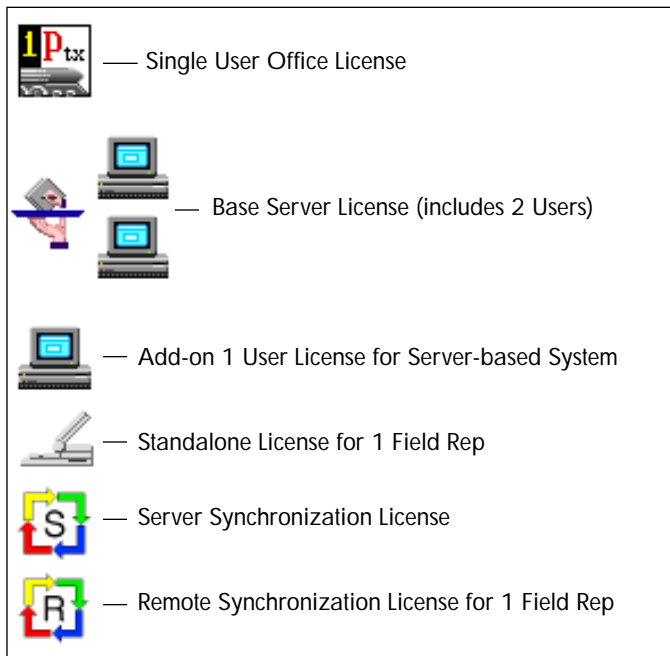 1Ptx
Single User Office License
Base Server License (includes 2 Users)
Add-on 1 User License for Server-based System
Standalone License for 1 Field Rep
S
Server Synchronization License
R
Remote Synchronization License for 1 Field Rep